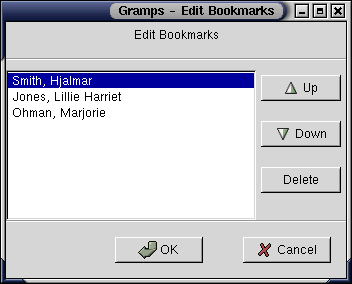 Gramps - Edit Bookmarks
Edit Bookmarks
Smith, Hjalmar
Jones, Lillie Harriet
Ohman, Marjorie
Up
Down
Delete
OK
Cancel